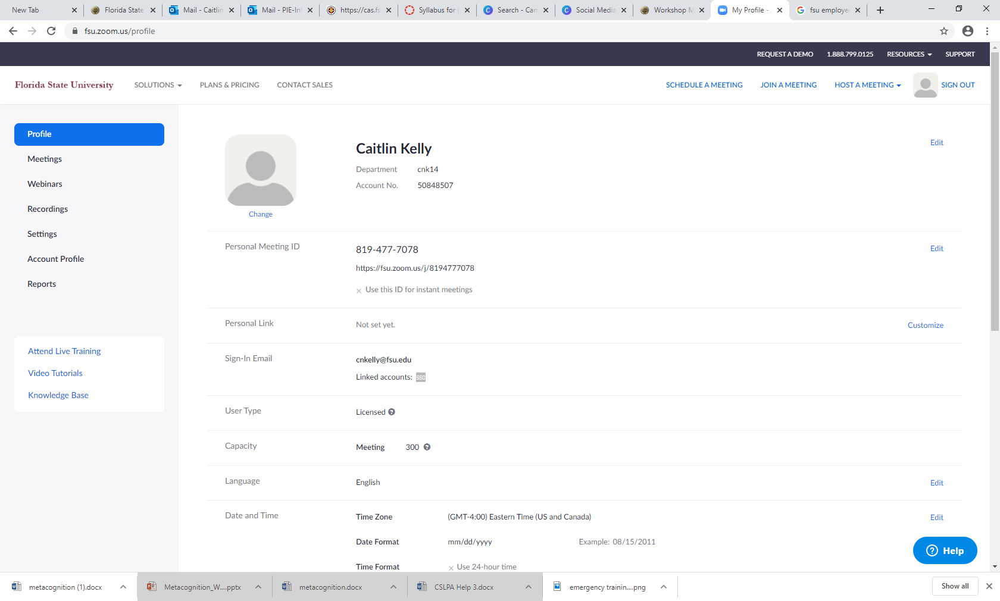 New Tab
Florida State
Mail - Caitlin
Mail - PIE-Inf
https://cas.fs
Syllabus for
Search - Can
Social Media
Workshop M
My Profile -
fsu employe
fsu.zoom.us/profile
REQUEST A DEMO 1.888.799.0125 RESOURCES SUPPORT
Florida State University SOLUTIONS PLANS & PRICING CONTACT SALES SCHEDULE A MEETING JOIN A MEETING HOST A MEETING SIGN OUT
Profile
Meetings
Webinars
Recordings
Settings
Account Profile
Reports
Attend Live Training
Video Tutorials
Knowledge Base
Change
Caitlin Kelly Edit
Department cnk14
Account No. 50848507
Personal Meeting ID 819-477-7078 Edit
https://fsu.zoom.us/j/8194777078
× Use this ID for instant meetings
Personal Link Not set yet. Customize
Sign-In Email cnkelly@fsu.edu
Linked accounts: SSO
User Type Licensed ?
Capacity Meeting 300 ?
Language English Edit
Date and Time Time Zone (GMT-4:00) Eastern Time (US and Canada) Edit
Date Format mm/dd/yyyy Example: 08/15/2011
Time Format × Use 24-hour time
? Help
metacognition (1).docx
Metacognition_W....pptx
metacognition.docx
CSLPA Help 3.docx
emergency trainin....png
Show all